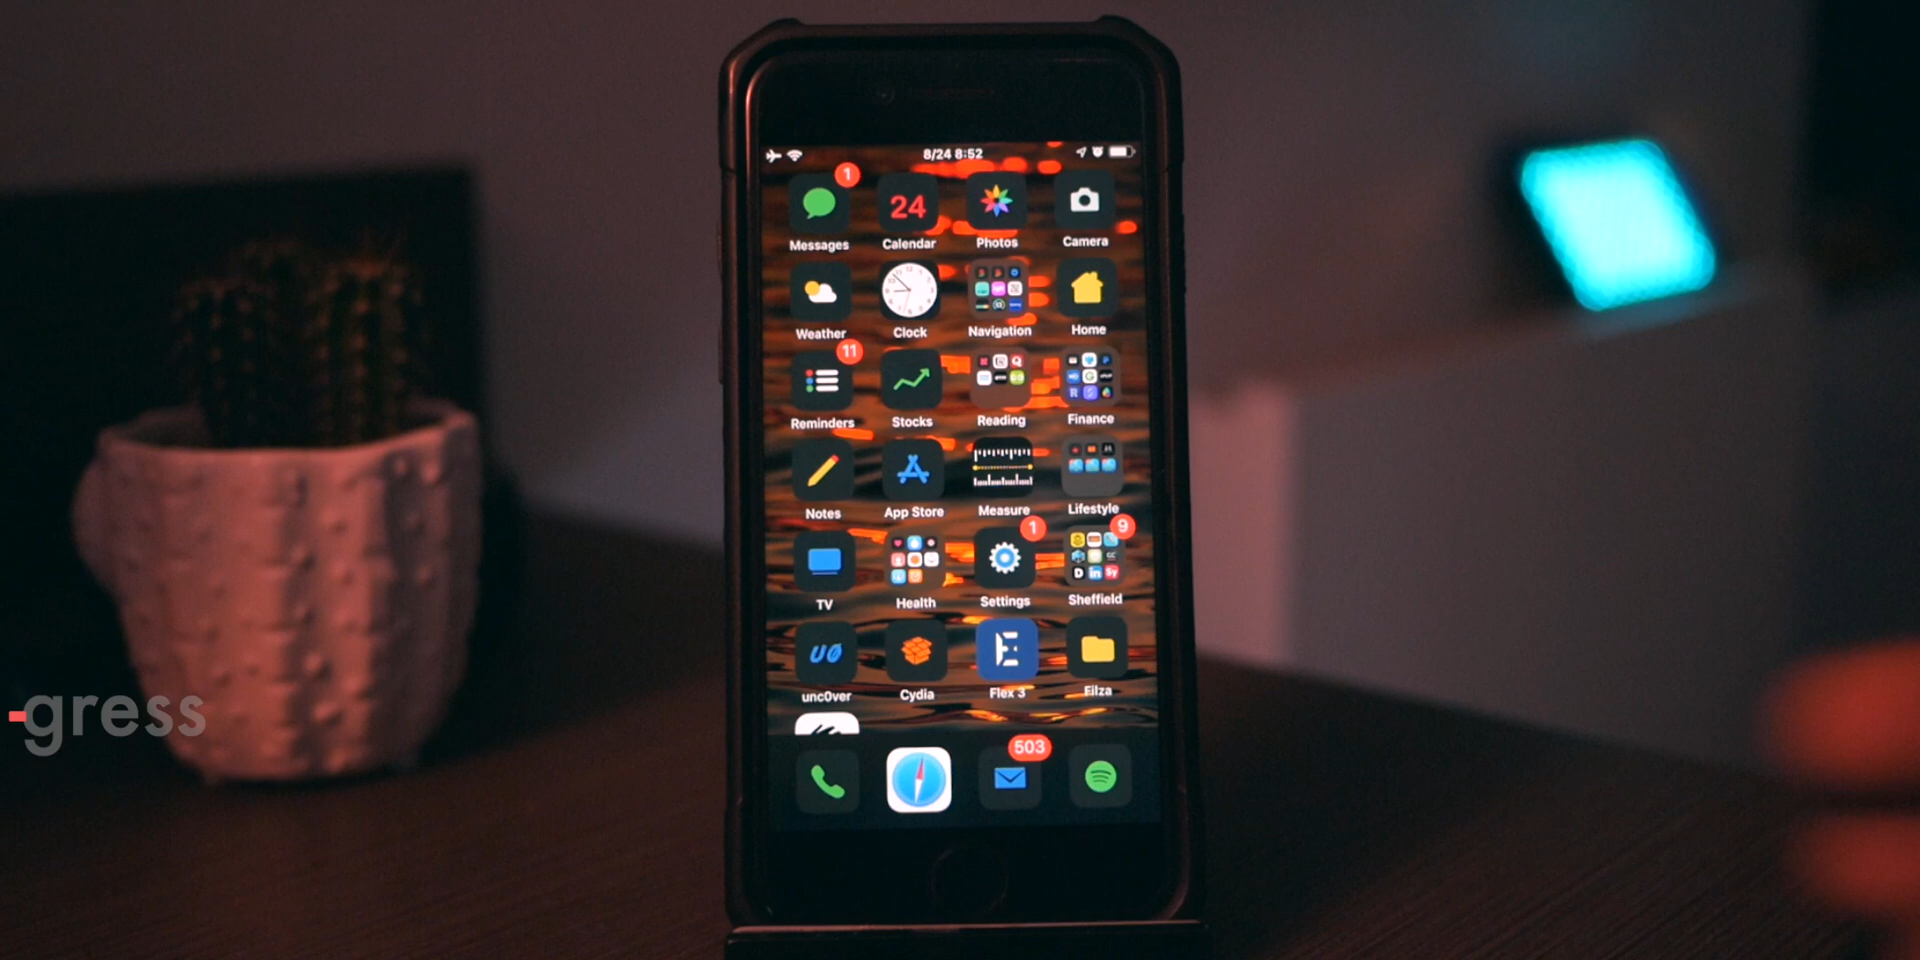 8/24 8:52
1
24
Messages Calendar Photos Camera
Weather Clock Navigation Home
11
Reminders Stocks Reading Finance
Notes App Store Measure Lifestyle
1 9
TV Health Settings Sheffield
unc0ver Cydia Flex 3 Filza
-gress
503